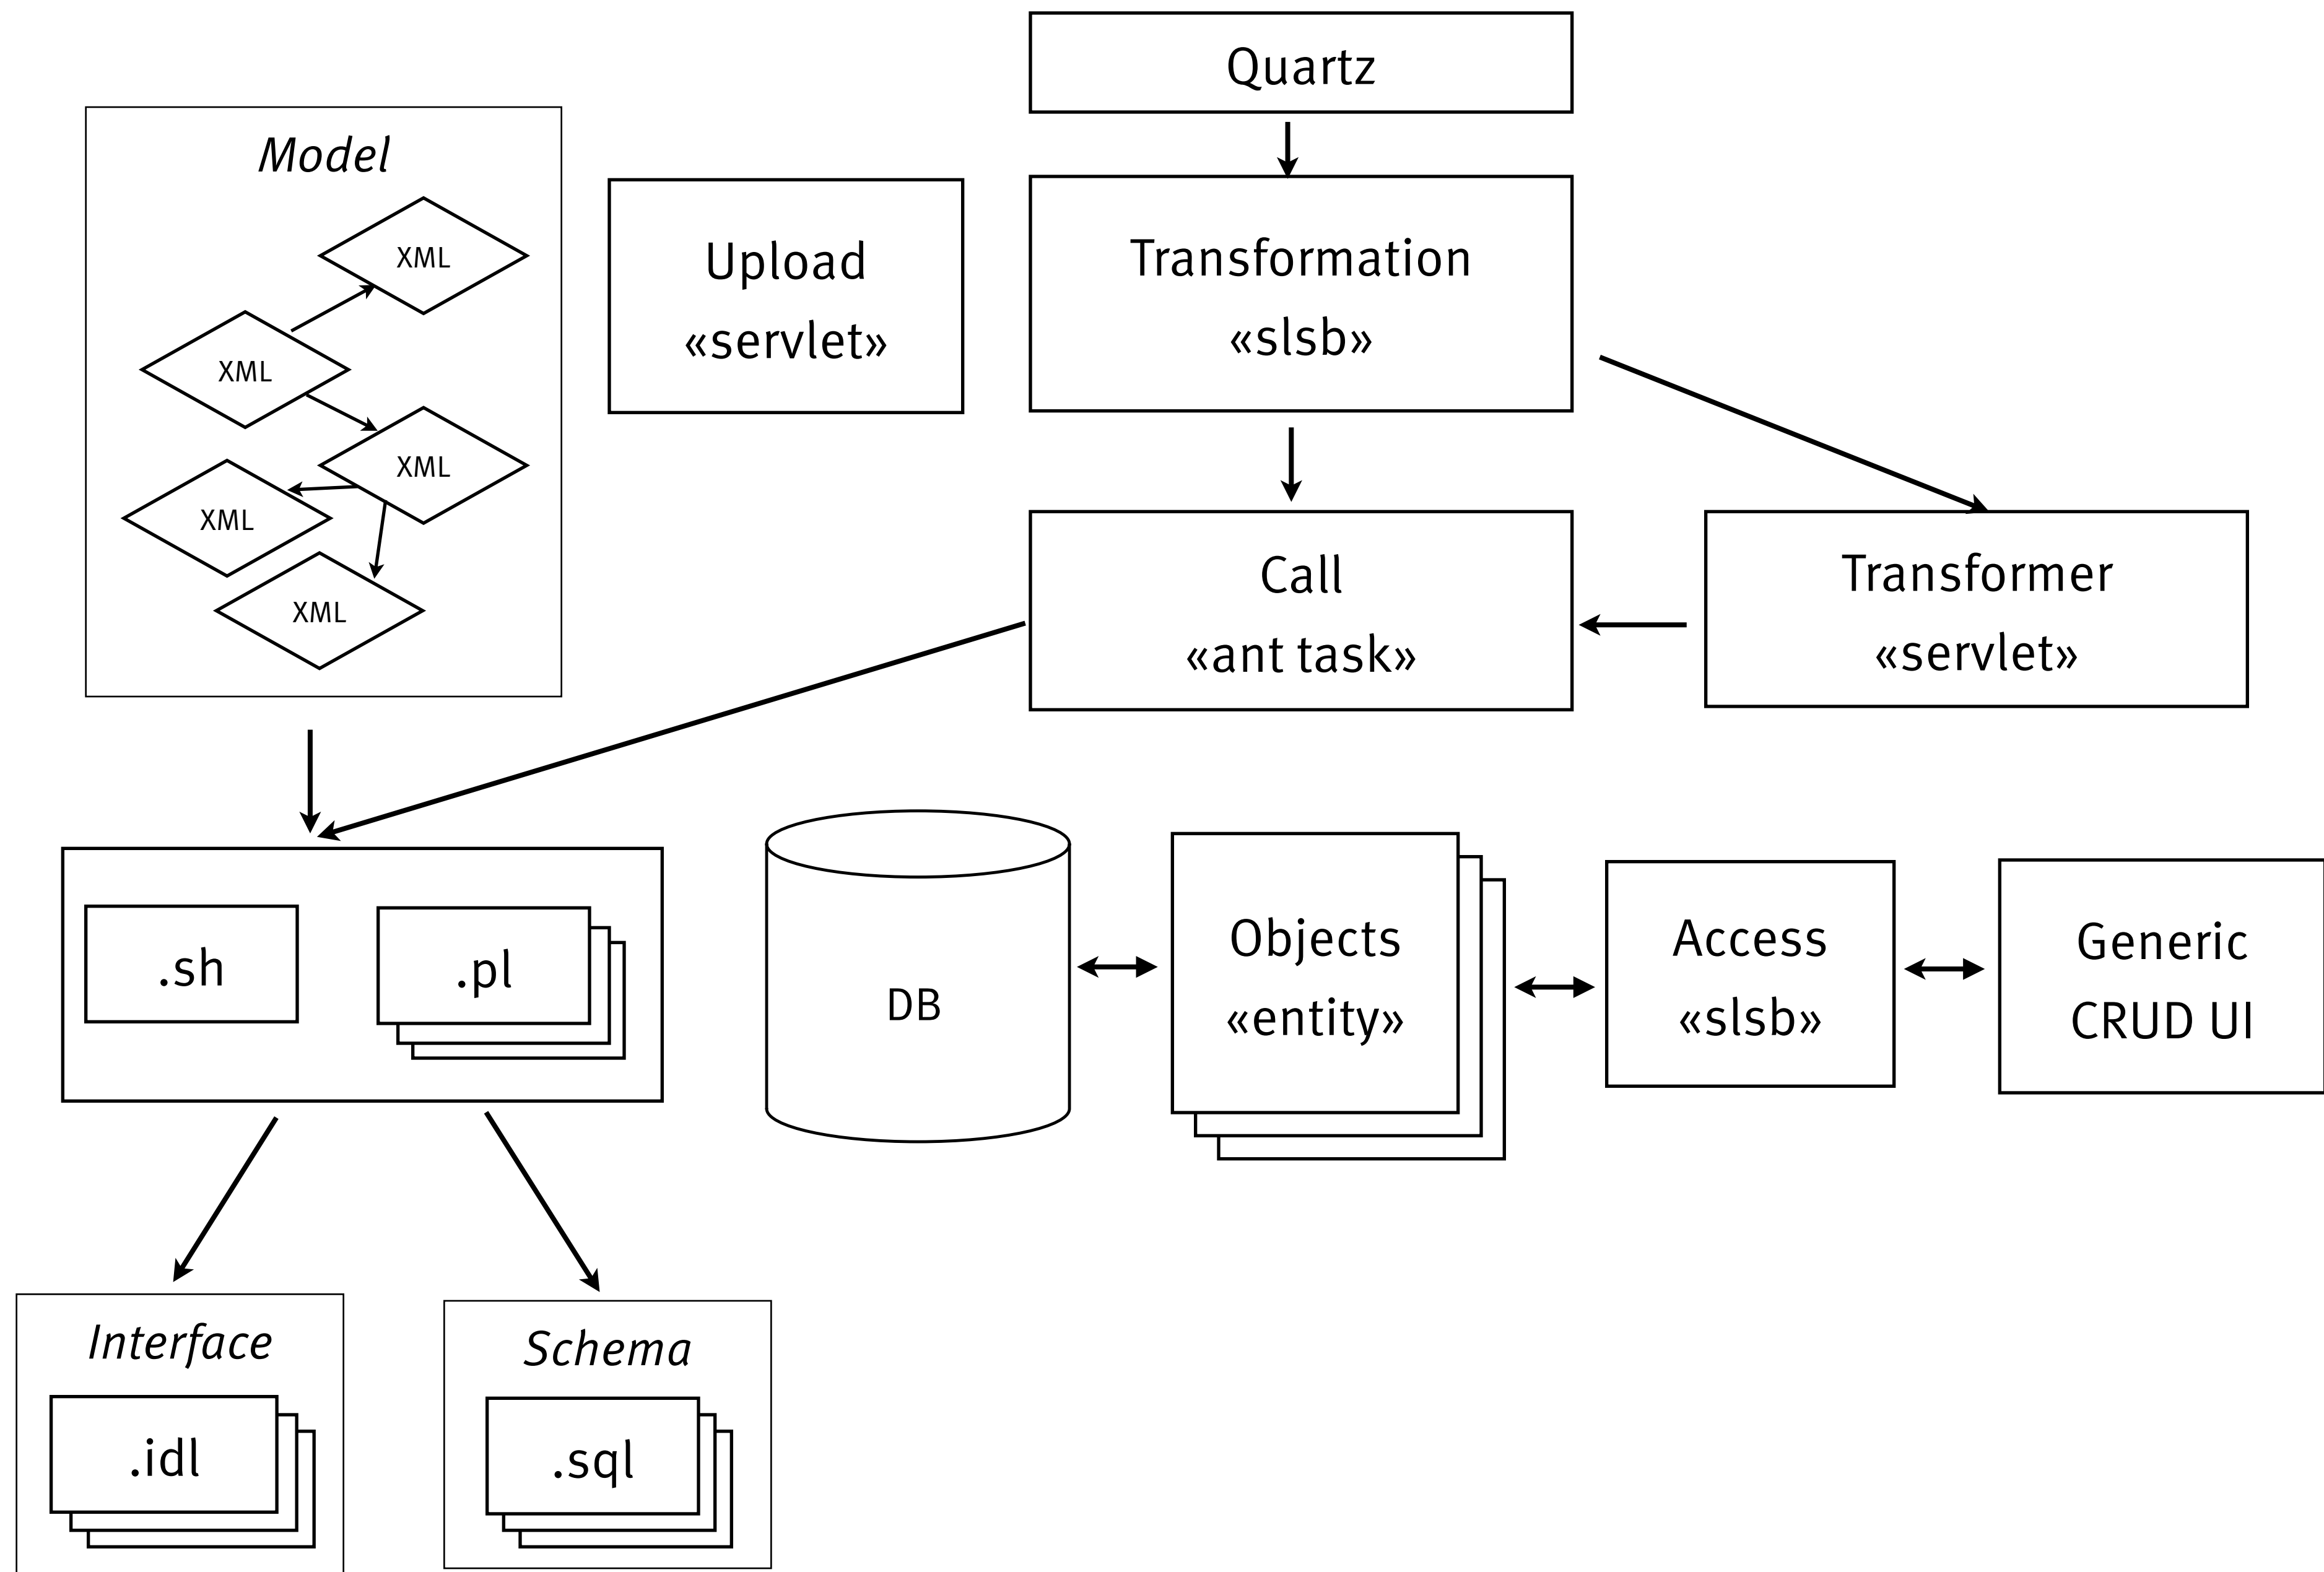 Quartz
Model
XML
XML
XML
XML
XML
Upload
«servlet»
Transformation
«slsb»
Call
«ant task»
Transformer
«servlet»
.sh
.pl
DB
Objects
«entity»
Access
«slsb»
Generic
CRUD UI
Interface
.idl
Schema
.sql